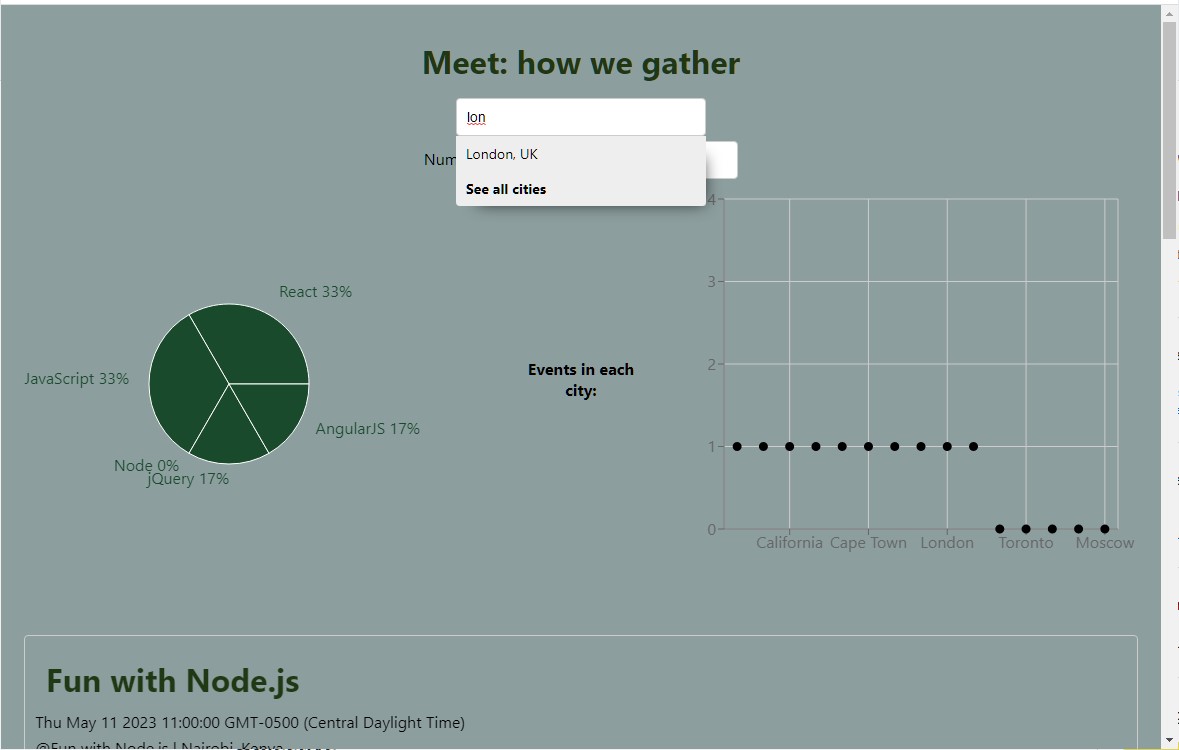 Meet: how we gather
lon
London, UK
Num
See all cities
4
3
2
1
0
React 33%
JavaScript 33%
AngularJS 17%
Node 0%
jQuery 17%
Events in each
city:
California Cape Town London Toronto Moscow
Fun with Node.js
Thu May 11 2023 11:00:00 GMT-0500 (Central Daylight Time)
@Fun with Node.js | Nairobi, Kenya